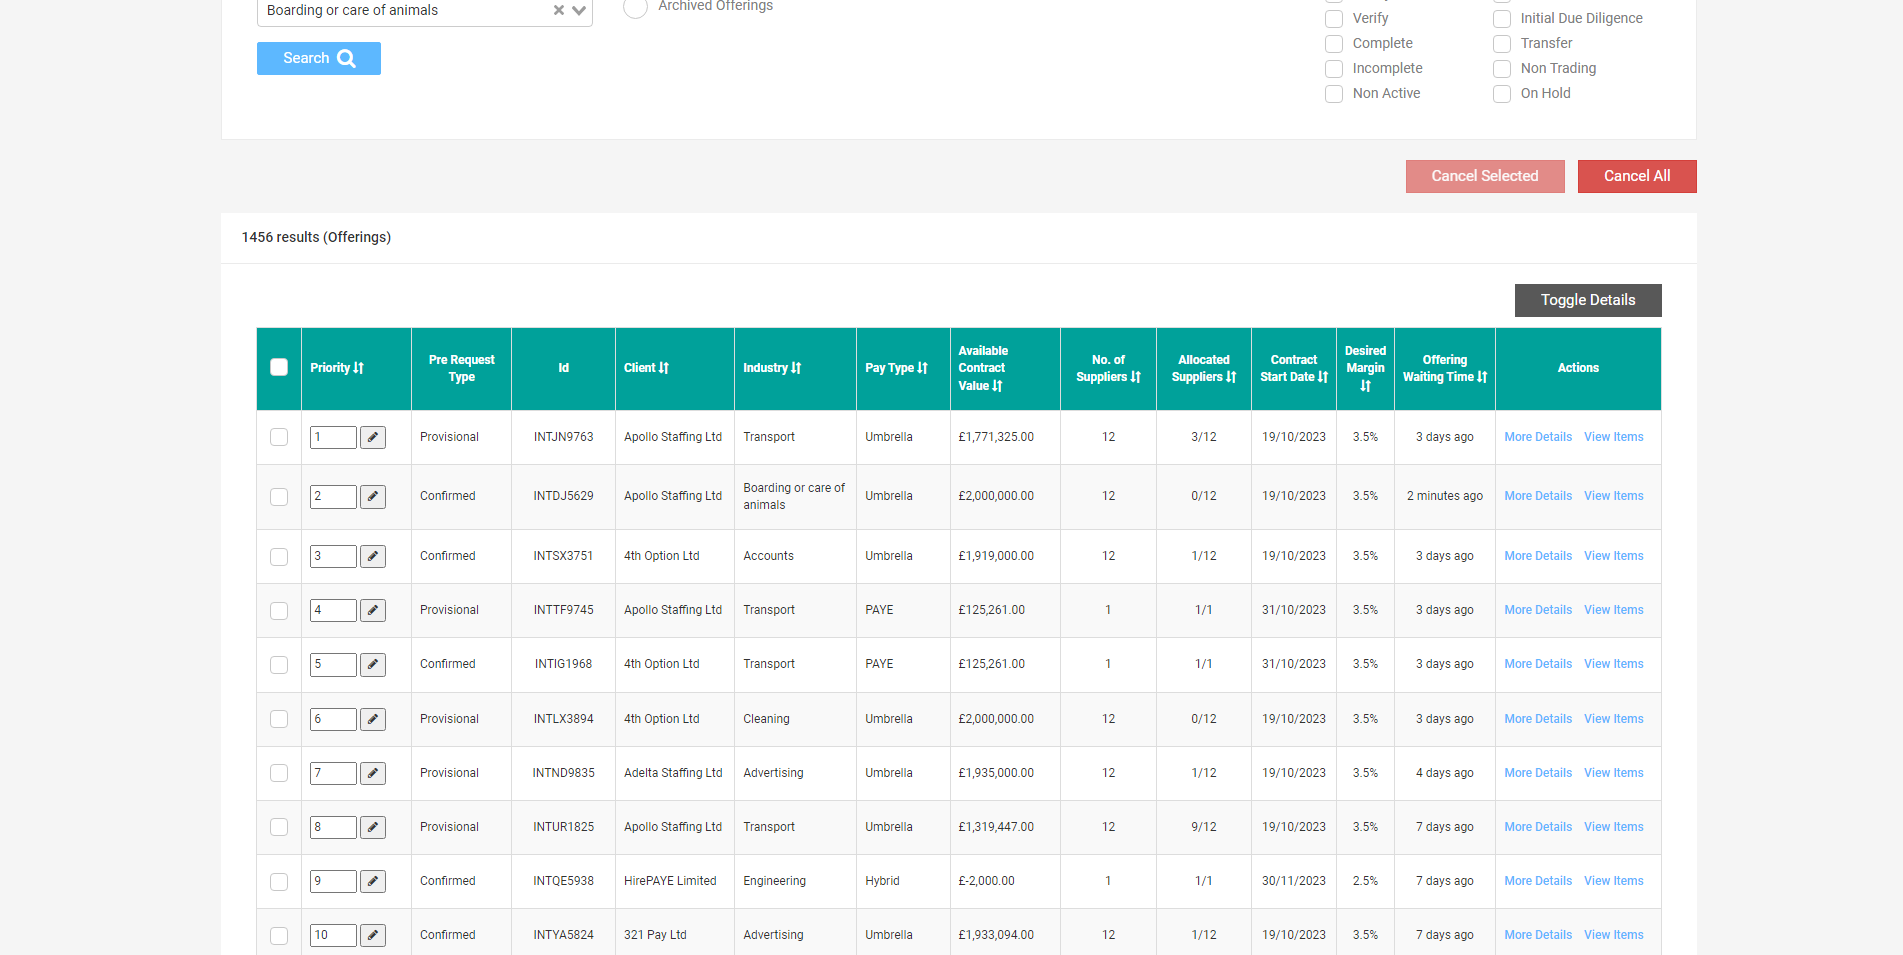 Boarding or care of animals
Archived Offerings
Search
Verify
Initial Due Diligence
Complete
Transfer
Incomplete
Non Trading
Non Active
On Hold
Cancel Selected
Cancel All
1456 results (Offerings)
Toggle Details
Priority
Pre Request
Type
Id
Client
Industry
Pay Type
Available
Contract
Value
No. of
Suppliers
Allocated
Suppliers
Contract
Start Date
Desired
Margin
Offering
Waiting Time
Actions
1 Provisional INTJN9763 Apollo Staffing Ltd Transport Umbrella £1,771,325.00 12 3/12 19/10/2023 3.5% 3 days ago More Details View Items
2 Confirmed INTDJ5629 Apollo Staffing Ltd Boarding or care of
animals Umbrella £2,000,000.00 12 0/12 19/10/2023 3.5% 2 minutes ago More Details View Items
3 Confirmed INTSX3751 4th Option Ltd Accounts Umbrella £1,919,000.00 12 1/12 19/10/2023 3.5% 3 days ago More Details View Items
4 Provisional INTTF9745 Apollo Staffing Ltd Transport PAYE £125,261.00 1 1/1 31/10/2023 3.5% 3 days ago More Details View Items
5 Confirmed INTIG1968 4th Option Ltd Transport PAYE £125,261.00 1 1/1 31/10/2023 3.5% 3 days ago More Details View Items
6 Provisional INTLX3894 4th Option Ltd Cleaning Umbrella £2,000,000.00 12 0/12 19/10/2023 3.5% 3 days ago More Details View Items
7 Provisional INTND9835 Adelta Staffing Ltd Advertising Umbrella £1,935,000.00 12 1/12 19/10/2023 3.5% 4 days ago More Details View Items
8 Provisional INTUR1825 Apollo Staffing Ltd Transport Umbrella £1,319,447.00 12 9/12 19/10/2023 3.5% 7 days ago More Details View Items
9 Confirmed INTQE5938 HirePAYE Limited Engineering Hybrid £-2,000.00 1 1/1 30/11/2023 2.5% 7 days ago More Details View Items
10 Confirmed INTYA5824 321 Pay Ltd Advertising Umbrella £1,933,094.00 12 1/12 19/10/2023 3.5% 7 days ago More Details View Items